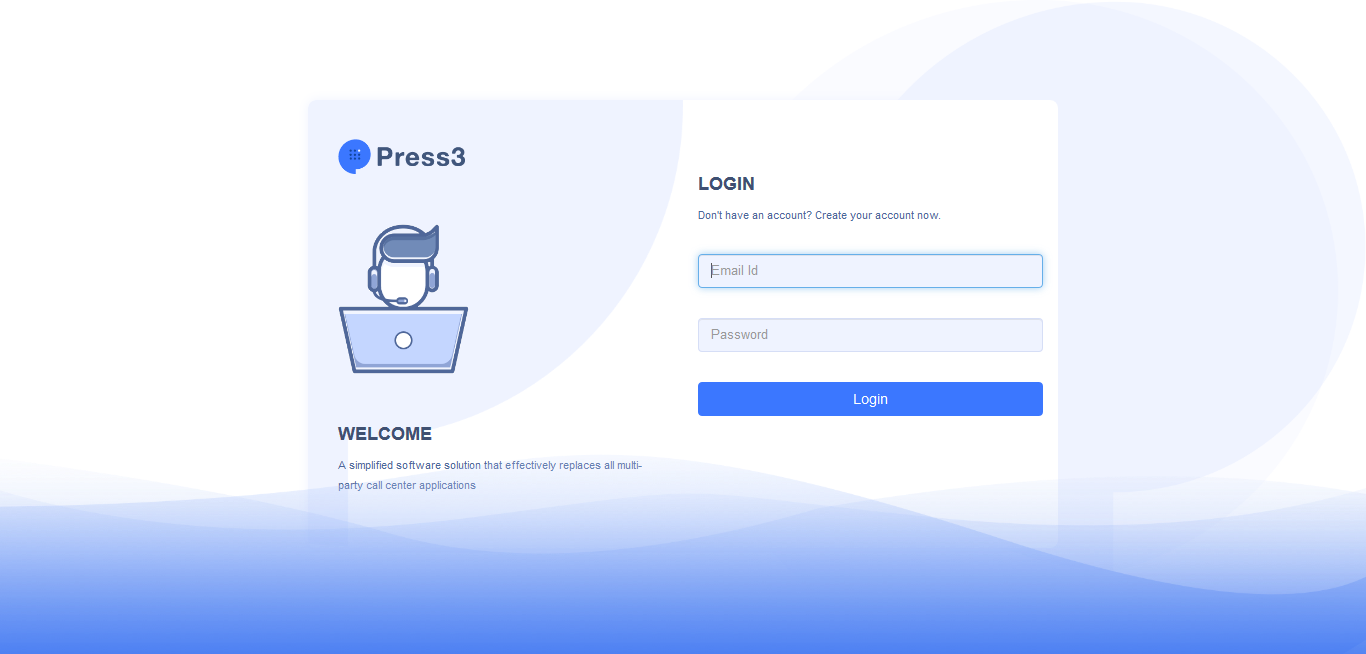 Press3
WELCOME
A simplified software solution that effectively replaces all multi-
party call center applications
LOGIN
Don't have an account? Create your account now.
Email Id
Password
Login